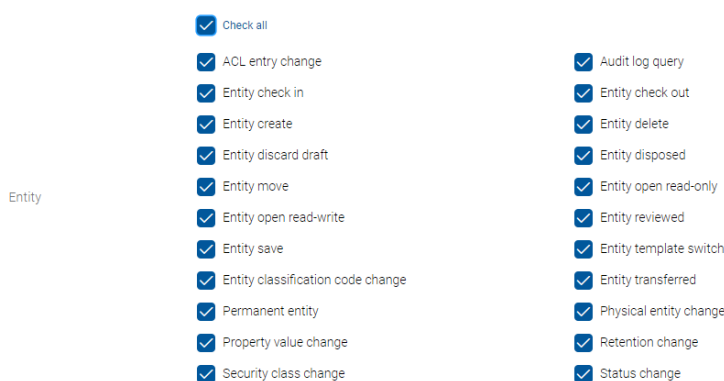 Check all
ACL entry change Audit log query
Entity check in Entity check out
Entity create Entity delete
Entity discard draft Entity disposed
Entity move Entity open read-only
Entity
Entity open read-write Entity reviewed
Entity save Entity template switch
Entity classification code change Entity transferred
Permanent entity Physical entity change
Property value change Retention change
Security class change Status change